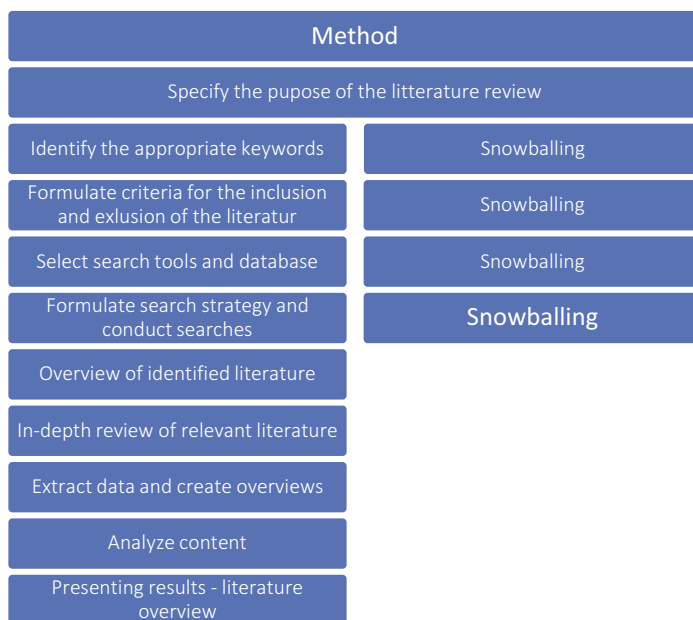 Method
Specify the pupose of the litterature review
Identify the appropriate keywords
Snowballing
Formulate criteria for the inclusion
and exlusion of the literatur
Snowballing
Select search tools and database
Snowballing
Formulate search strategy and
conduct searches
Snowballing
Overview of identified literature
In-depth review of relevant literature
Extract data and create overviews
Analyze content
Presenting results - literature
overview